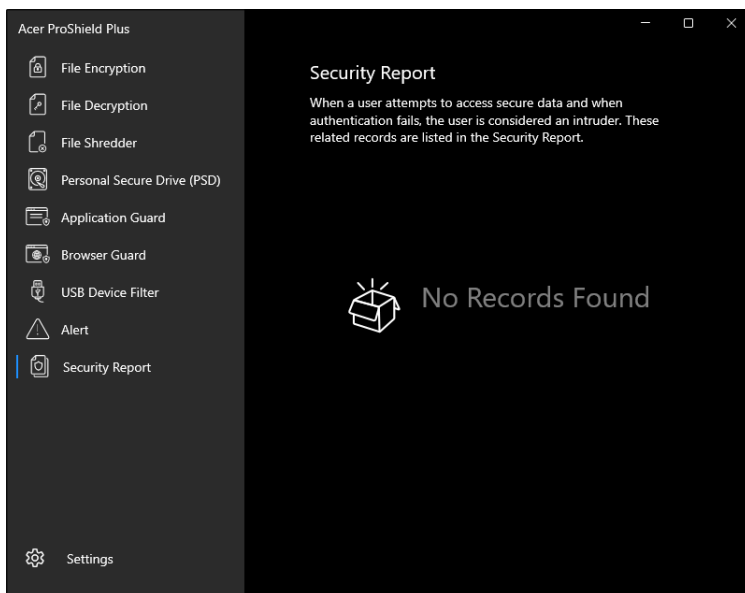 Acer ProShield Plus
File Encryption
File Decryption
File Shredder
Personal Secure Drive (PSD)
Application Guard
Browser Guard
USB Device Filter
Alert
Security Report
Settings
Security Report
When a user attempts to access secure data and when
authentication fails, the user is considered an intruder. These
related records are listed in the Security Report.
No Records Found